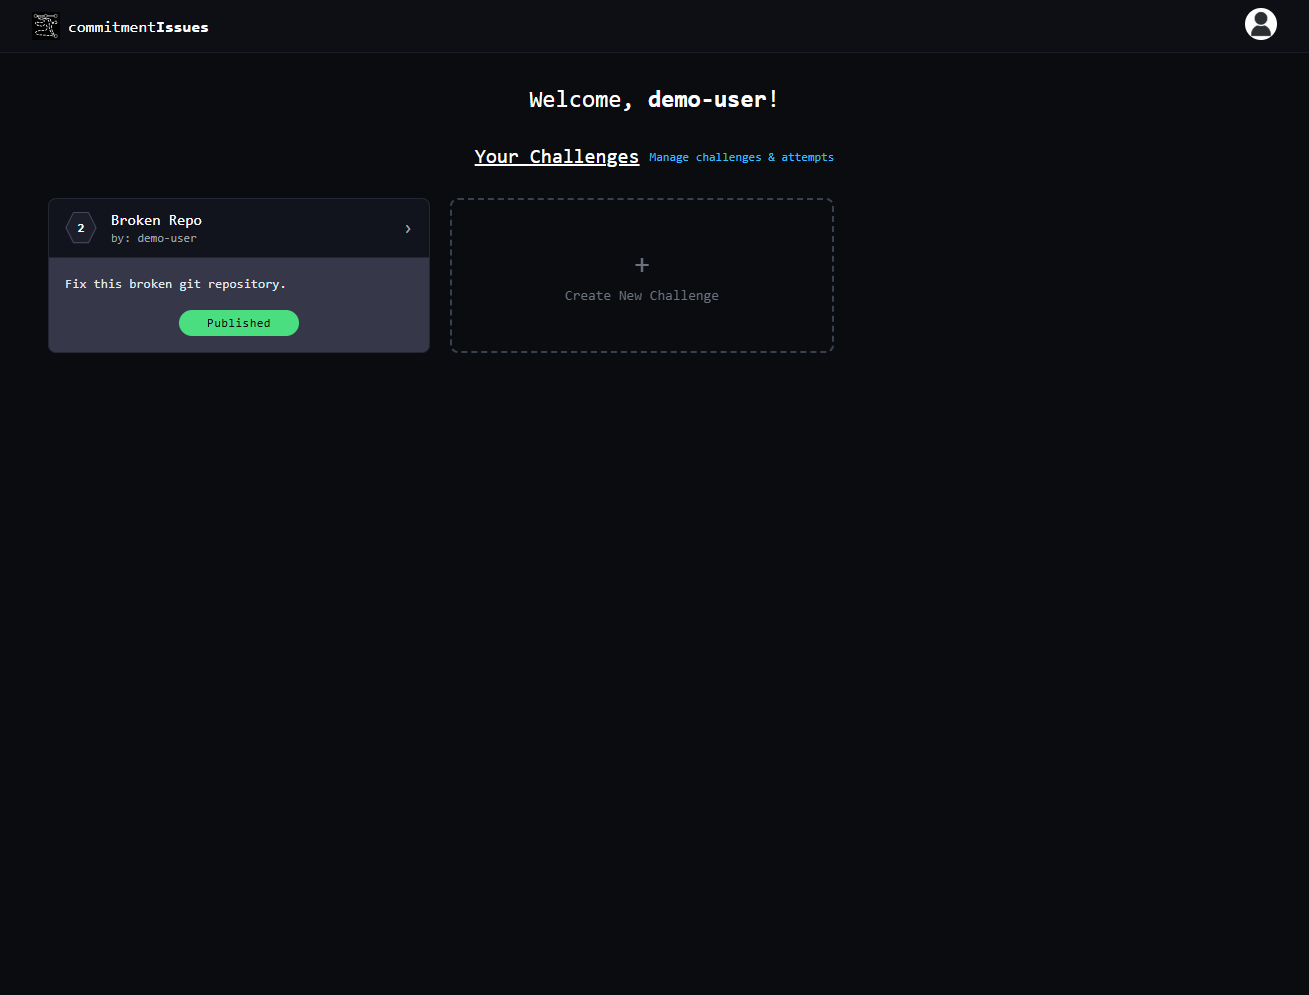 commitmentIssues
Welcome, demo-user!
Your Challenges Manage challenges & attempts
2
Broken Repo
by: demo-user
›
Fix this broken git repository.
Published
+
Create New Challenge